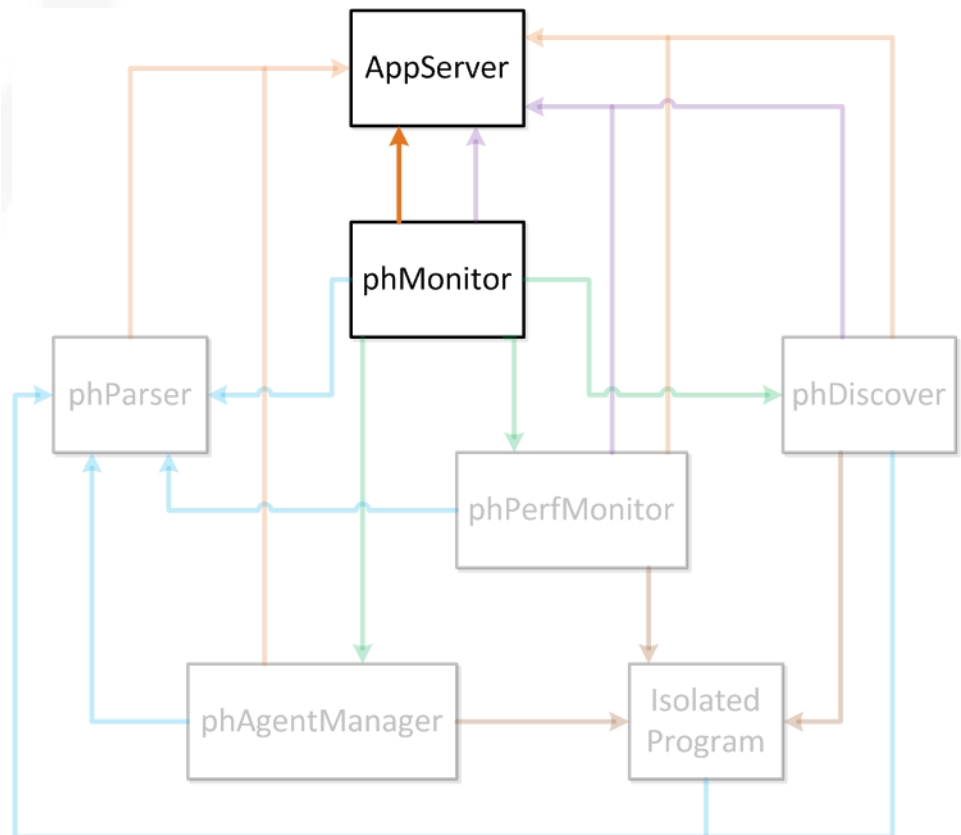 AppServer
phMonitor
phParser
phDiscover
phPerfMonitor
phAgentManager
Isolated
Program